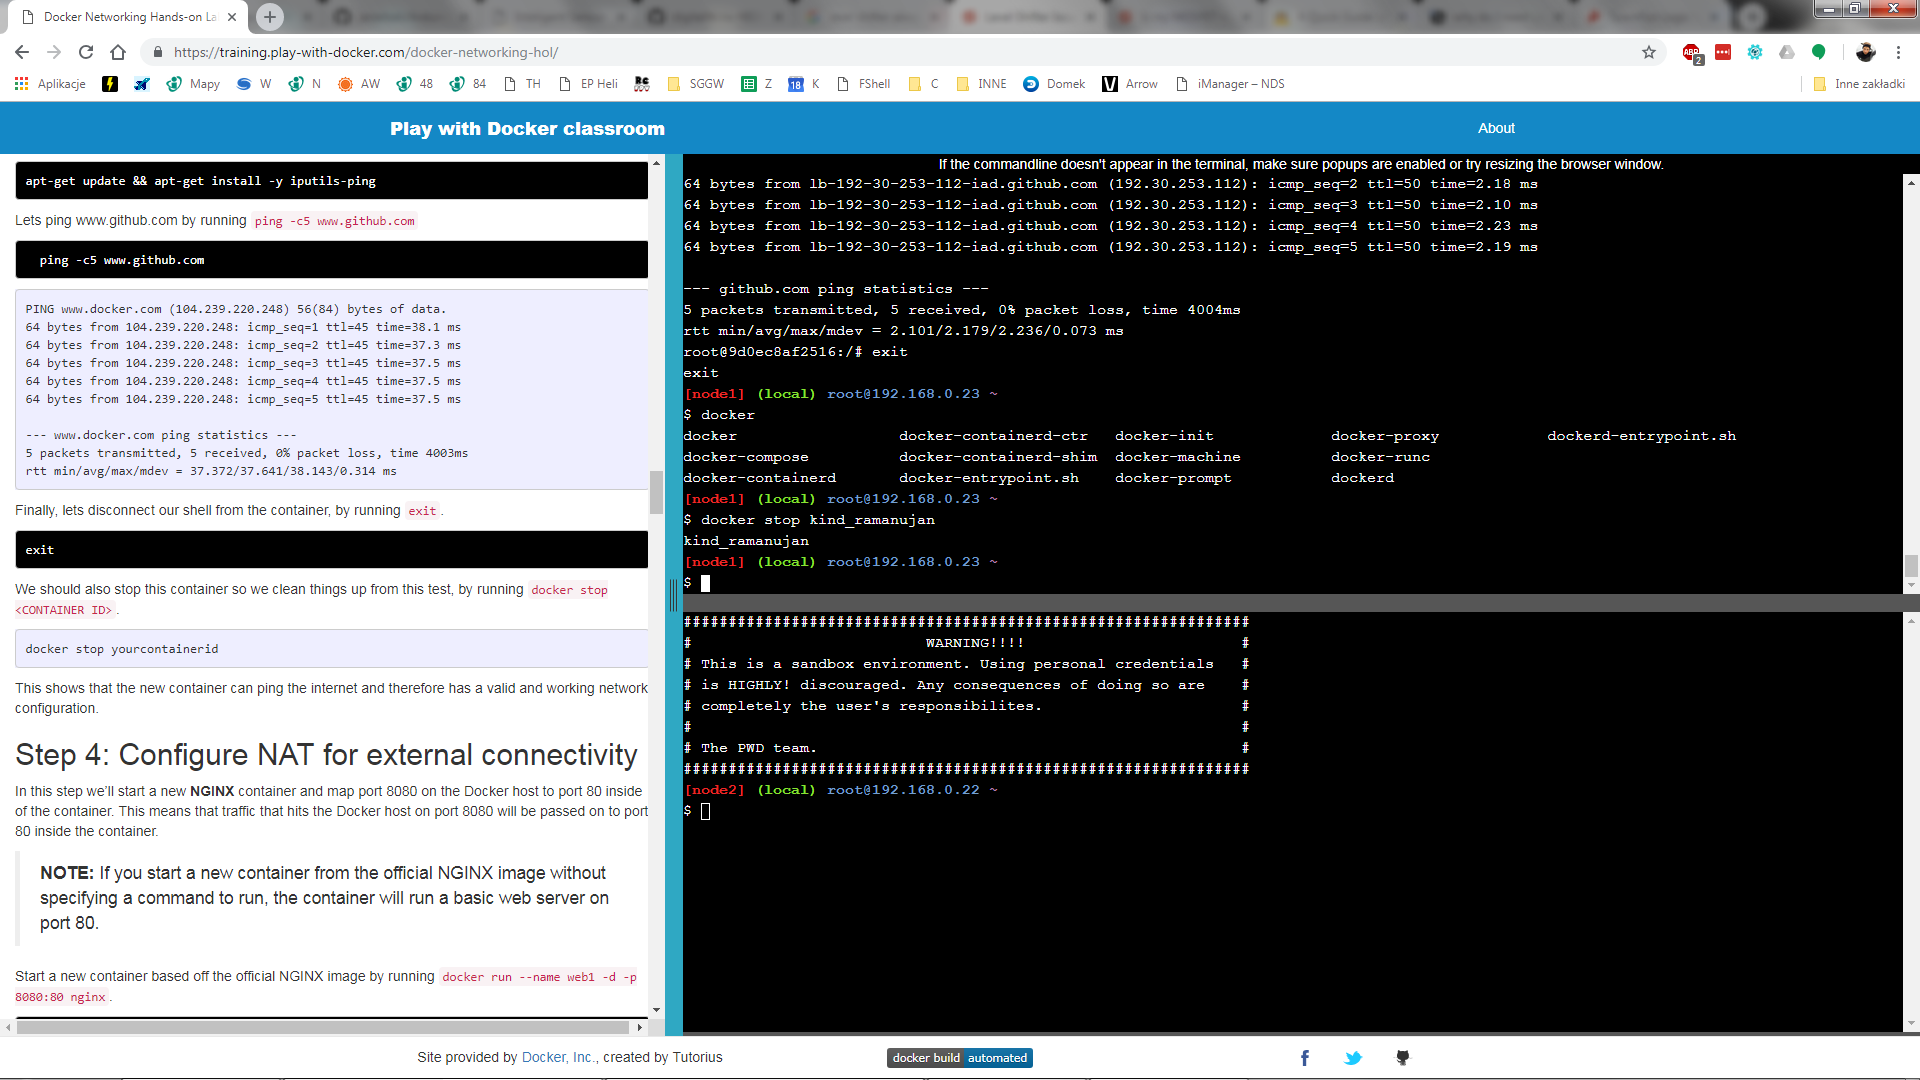 Docker Networking Hands-on La
https://training.play-with-docker.com/docker-networking-hol/
ABP
2
Aplikacje
Mapy
W
N
AW
48
84
TH
EP Heli
SGGW
Z
18
K
FShell
C
INNE
Domek
V
Arrow
iManager – NDS
Inne zakładki
Play with Docker classroom
About
apt-get update && apt-get install -y iputils-ping
Lets ping www.github.com by running ping -c5 www.github.com
ping -c5 www.github.com
PING www.docker.com (104.239.220.248) 56(84) bytes of data.
64 bytes from 104.239.220.248: icmp_seq=1 ttl=45 time=38.1 ms
64 bytes from 104.239.220.248: icmp_seq=2 ttl=45 time=37.3 ms
64 bytes from 104.239.220.248: icmp_seq=3 ttl=45 time=37.5 ms
64 bytes from 104.239.220.248: icmp_seq=4 ttl=45 time=37.5 ms
64 bytes from 104.239.220.248: icmp_seq=5 ttl=45 time=37.5 ms
--- www.docker.com ping statistics ---
5 packets transmitted, 5 received, 0% packet loss, time 4003ms
rtt min/avg/max/mdev = 37.372/37.641/38.143/0.314 ms
Finally, lets disconnect our shell from the container, by running exit.
exit
We should also stop this container so we clean things up from this test, by running docker stop
<CONTAINER ID>.
docker stop yourcontainerid
This shows that the new container can ping the internet and therefore has a valid and working network
configuration.
Step 4: Configure NAT for external connectivity
In this step we'll start a new NGINX container and map port 8080 on the Docker host to port 80 inside
of the container. This means that traffic that hits the Docker host on port 8080 will be passed on to port
80 inside the container.
NOTE: If you start a new container from the official NGINX image without
specifying a command to run, the container will run a basic web server on
port 80.
Start a new container based off the official NGINX image by running docker run --name web1 -d -p
8080:80 nginx.
If the commandline doesn't appear in the terminal, make sure popups are enabled or try resizing the browser window.
64 bytes from lb-192-30-253-112-iad.github.com (192.30.253.112): icmp_seq=2 ttl=50 time=2.18 ms
64 bytes from lb-192-30-253-112-iad.github.com (192.30.253.112): icmp_seq=3 ttl=50 time=2.10 ms
64 bytes from lb-192-30-253-112-iad.github.com (192.30.253.112): icmp_seq=4 ttl=50 time=2.23 ms
64 bytes from lb-192-30-253-112-iad.github.com (192.30.253.112): icmp_seq=5 ttl=50 time=2.19 ms
--- github.com ping statistics ---
5 packets transmitted, 5 received, 0% packet loss, time 4004ms
rtt min/avg/max/mdev = 2.101/2.179/2.236/0.073 ms
root@9d0ec8af2516:/# exit
exit
[node1] (local) root@192.168.0.23 ~
$ docker
docker docker-containerd-ctr docker-init docker-proxy dockerd-entrypoint.sh
docker-compose docker-containerd-shim docker-machine docker-runc
docker-containerd docker-entrypoint.sh docker-prompt dockerd
[node1] (local) root@192.168.0.23 ~
$ docker stop kind_ramanujan
kind_ramanujan
[node1] (local) root@192.168.0.23 ~
$
###############################################################
# WARNING!!!! #
# This is a sandbox environment. Using personal credentials #
# is HIGHLY! discouraged. Any consequences of doing so are #
# completely the user's responsibilites. #
# #
# The PWD team. #
###############################################################
[node2] (local) root@192.168.0.22 ~
$
Site provided by Docker, Inc., created by Tutorius
docker build automated